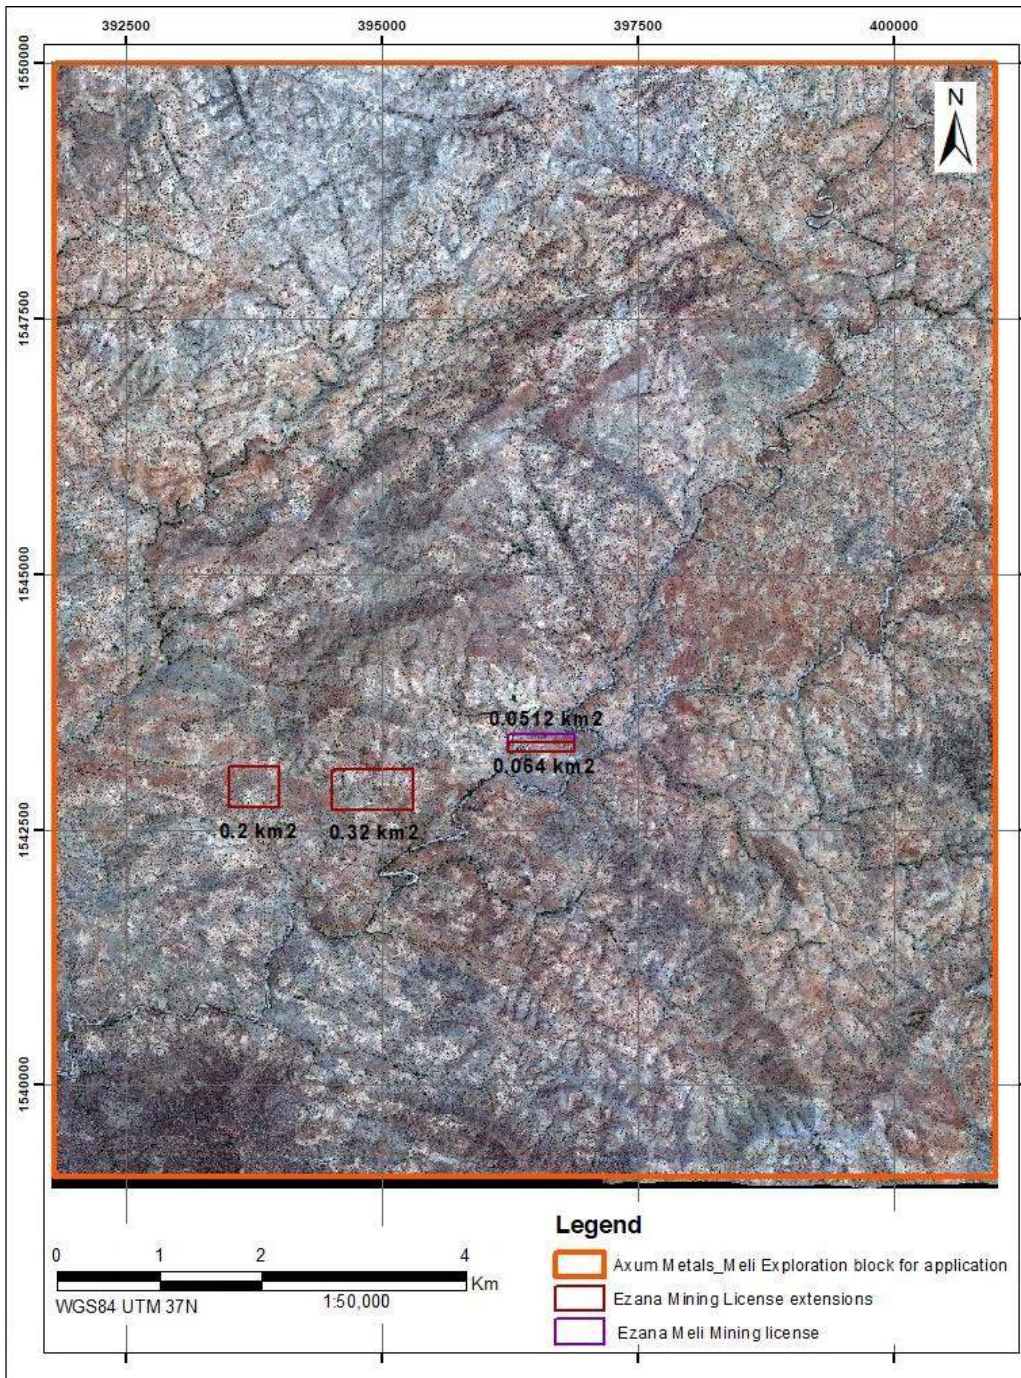 392500 395000 397500 400000
1550000
N
1547500
1545000
0.0512 km2
0.064 km2
0.2 km2
0.32 km2
1542500
1540000
Legend
0 1 2 4
Km
Axum Metals_Meli Exploration block for application
WGS84 UTM 37N
1:50,000
Ezana Mining License extensions
Ezana Meli Mining license